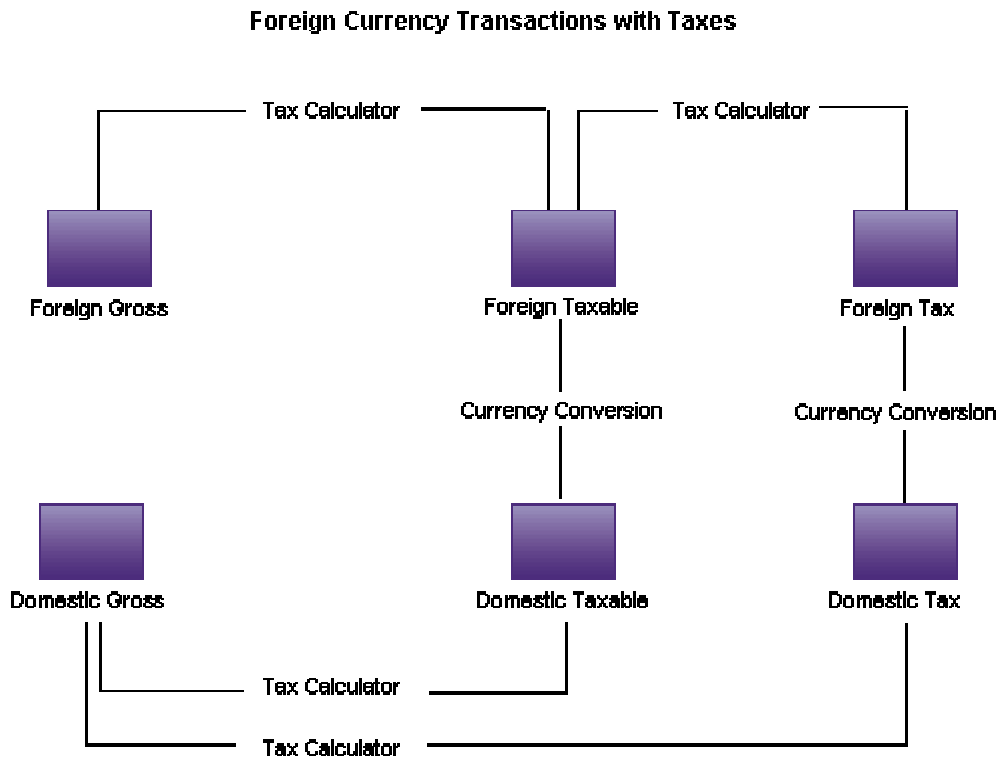 Foreign Currency Transactions with Taxes
Tax Calculator
Tax Calculator
Foreign Gross
Foreign Taxable
Foreign Tax
Currency Conversion
Currency Conversion
Domestic Gross
Domestic Taxable
Domestic Tax
Tax Calculator
Tax Calculator